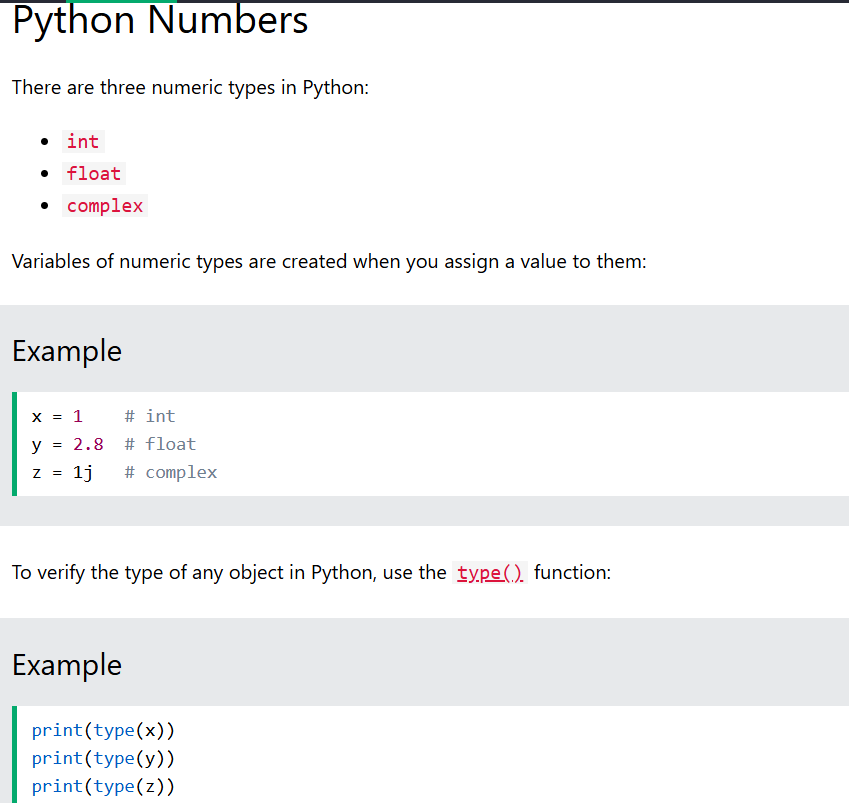 Python Numbers
There are three numeric types in Python:
int
float
complex
Variables of numeric types are created when you assign a value to them:
Example
x = 1    # int
y = 2.8  # float
z = 1j   # complex
To verify the type of any object in Python, use the type() function:
Example
print(type(x))
print(type(y))
print(type(z))